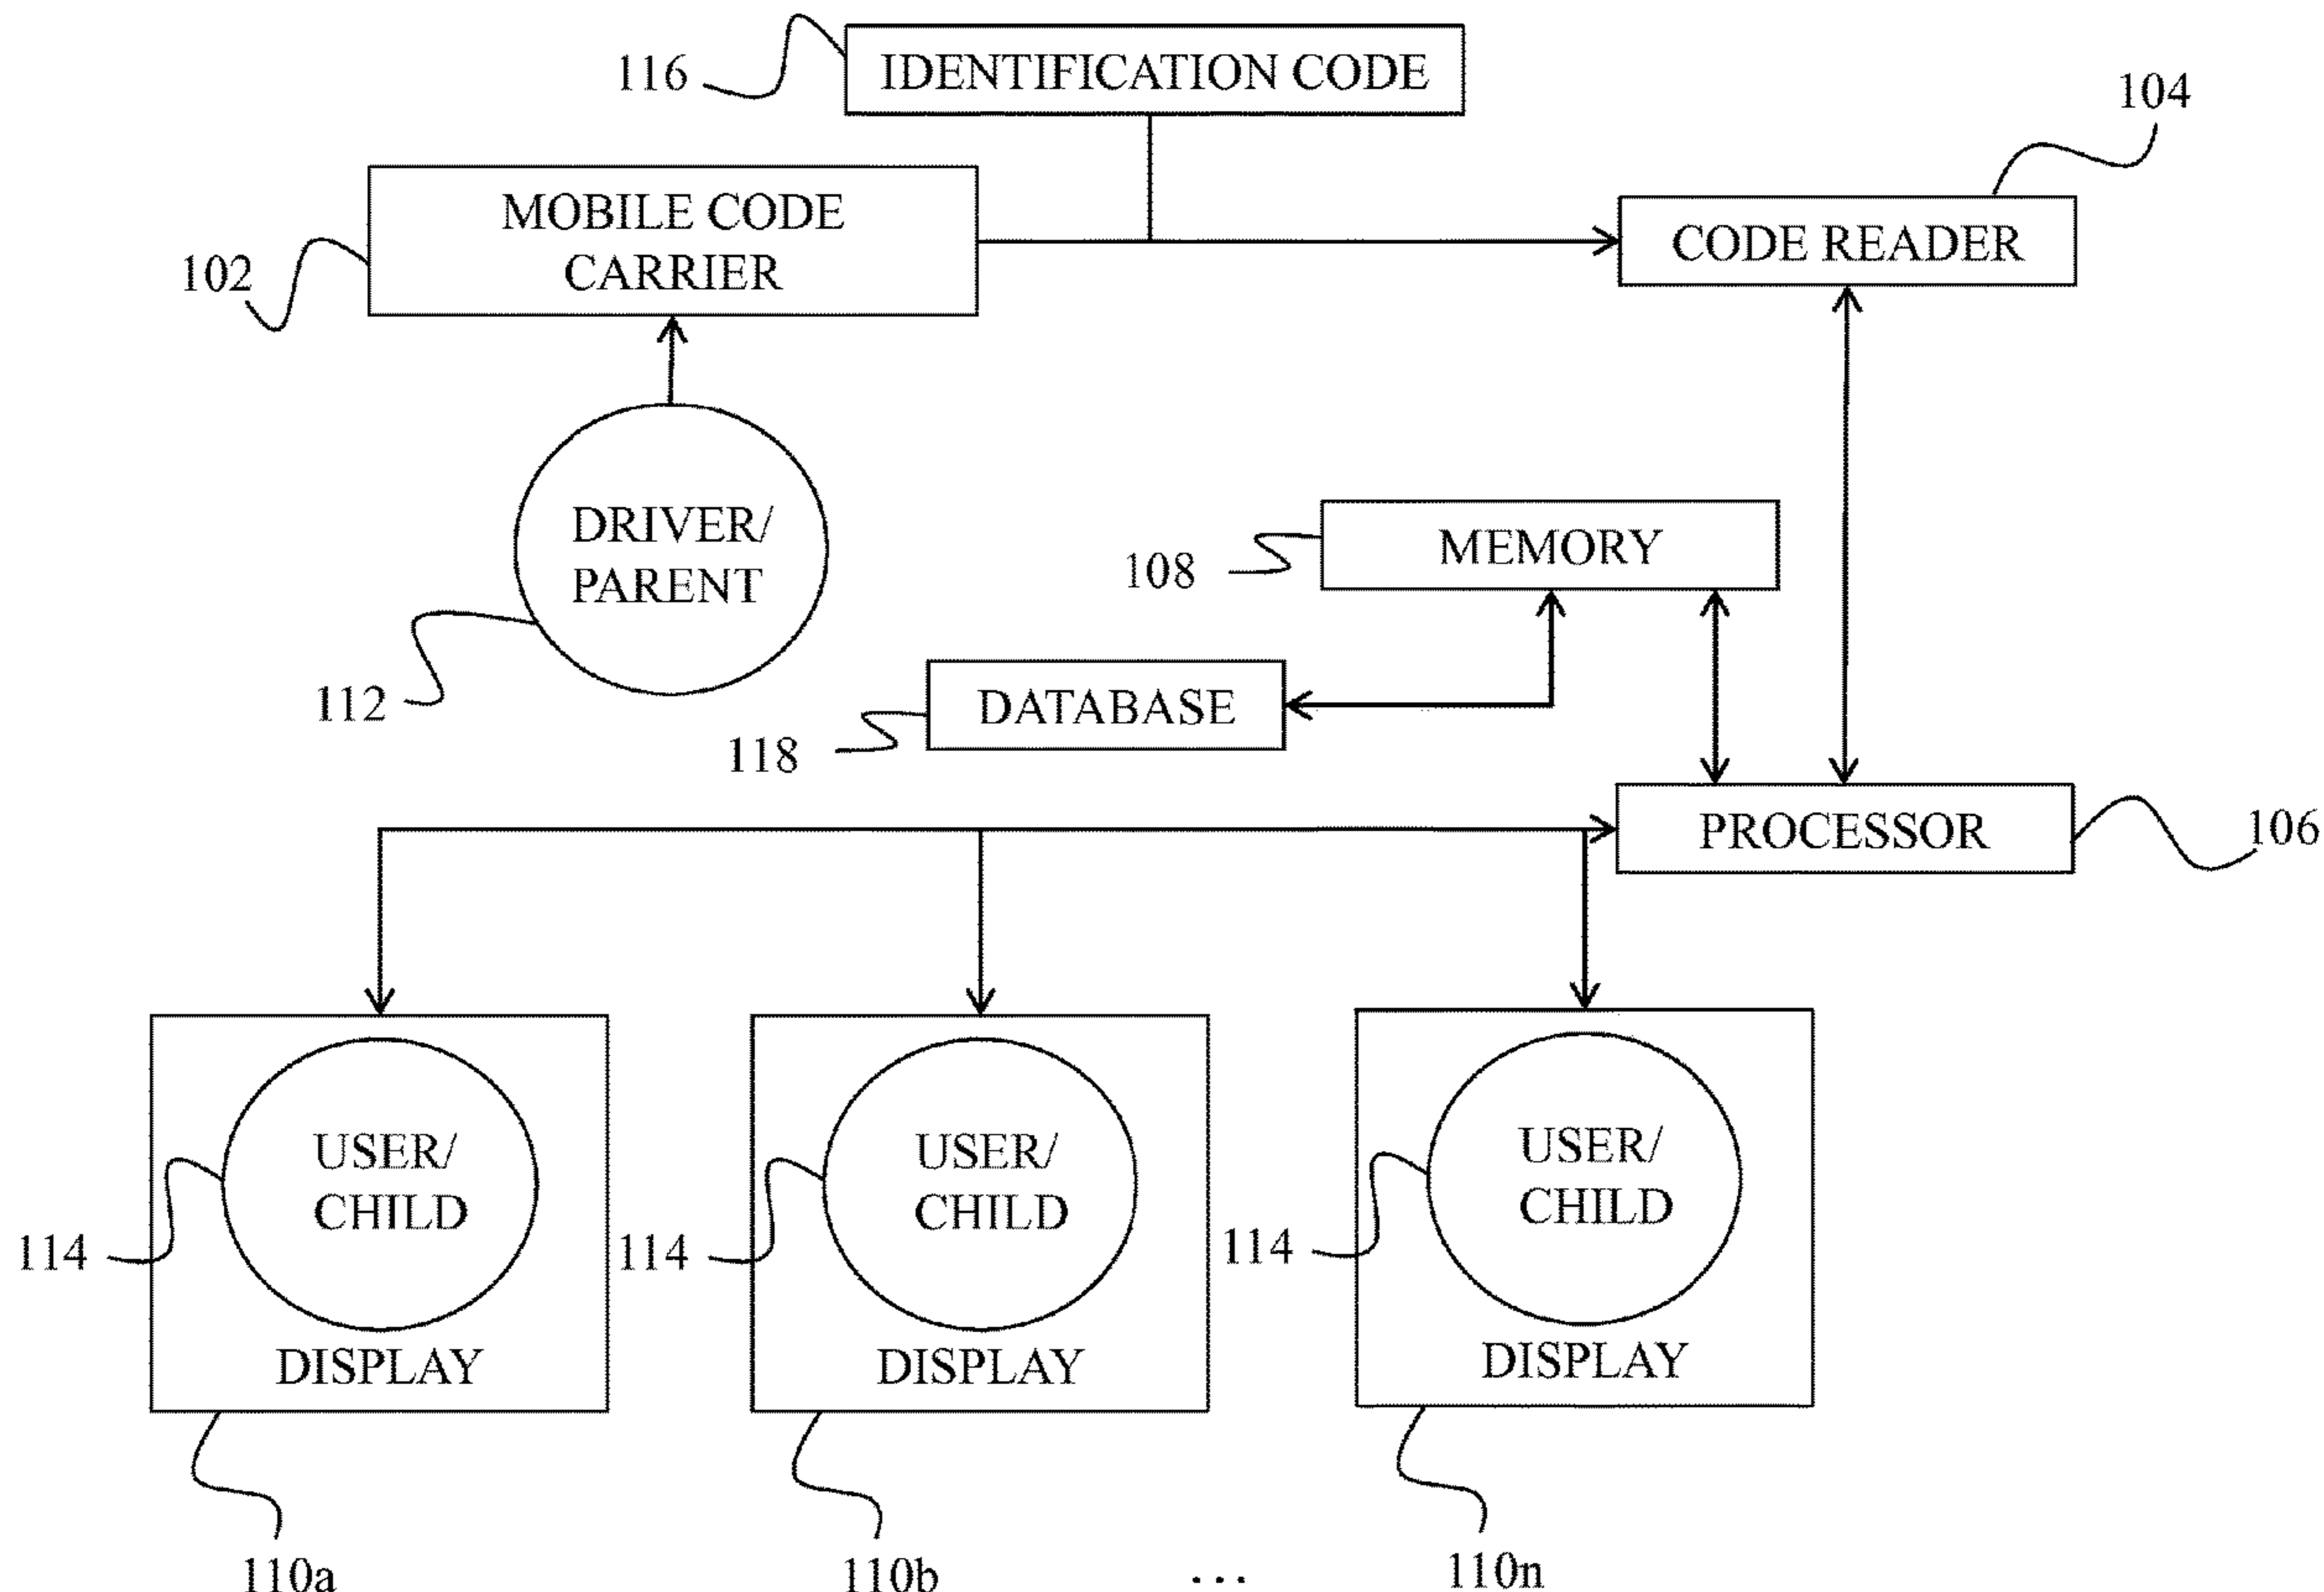 116
IDENTIFICATION CODE
104
MOBILE CODE
CARRIER
102
CODE READER
DRIVER/
PARENT
112
MEMORY
108
DATABASE
118
PROCESSOR
106
USER/
CHILD
114
DISPLAY
110a
USER/
CHILD
114
DISPLAY
110b
...
USER/
CHILD
114
DISPLAY
110n